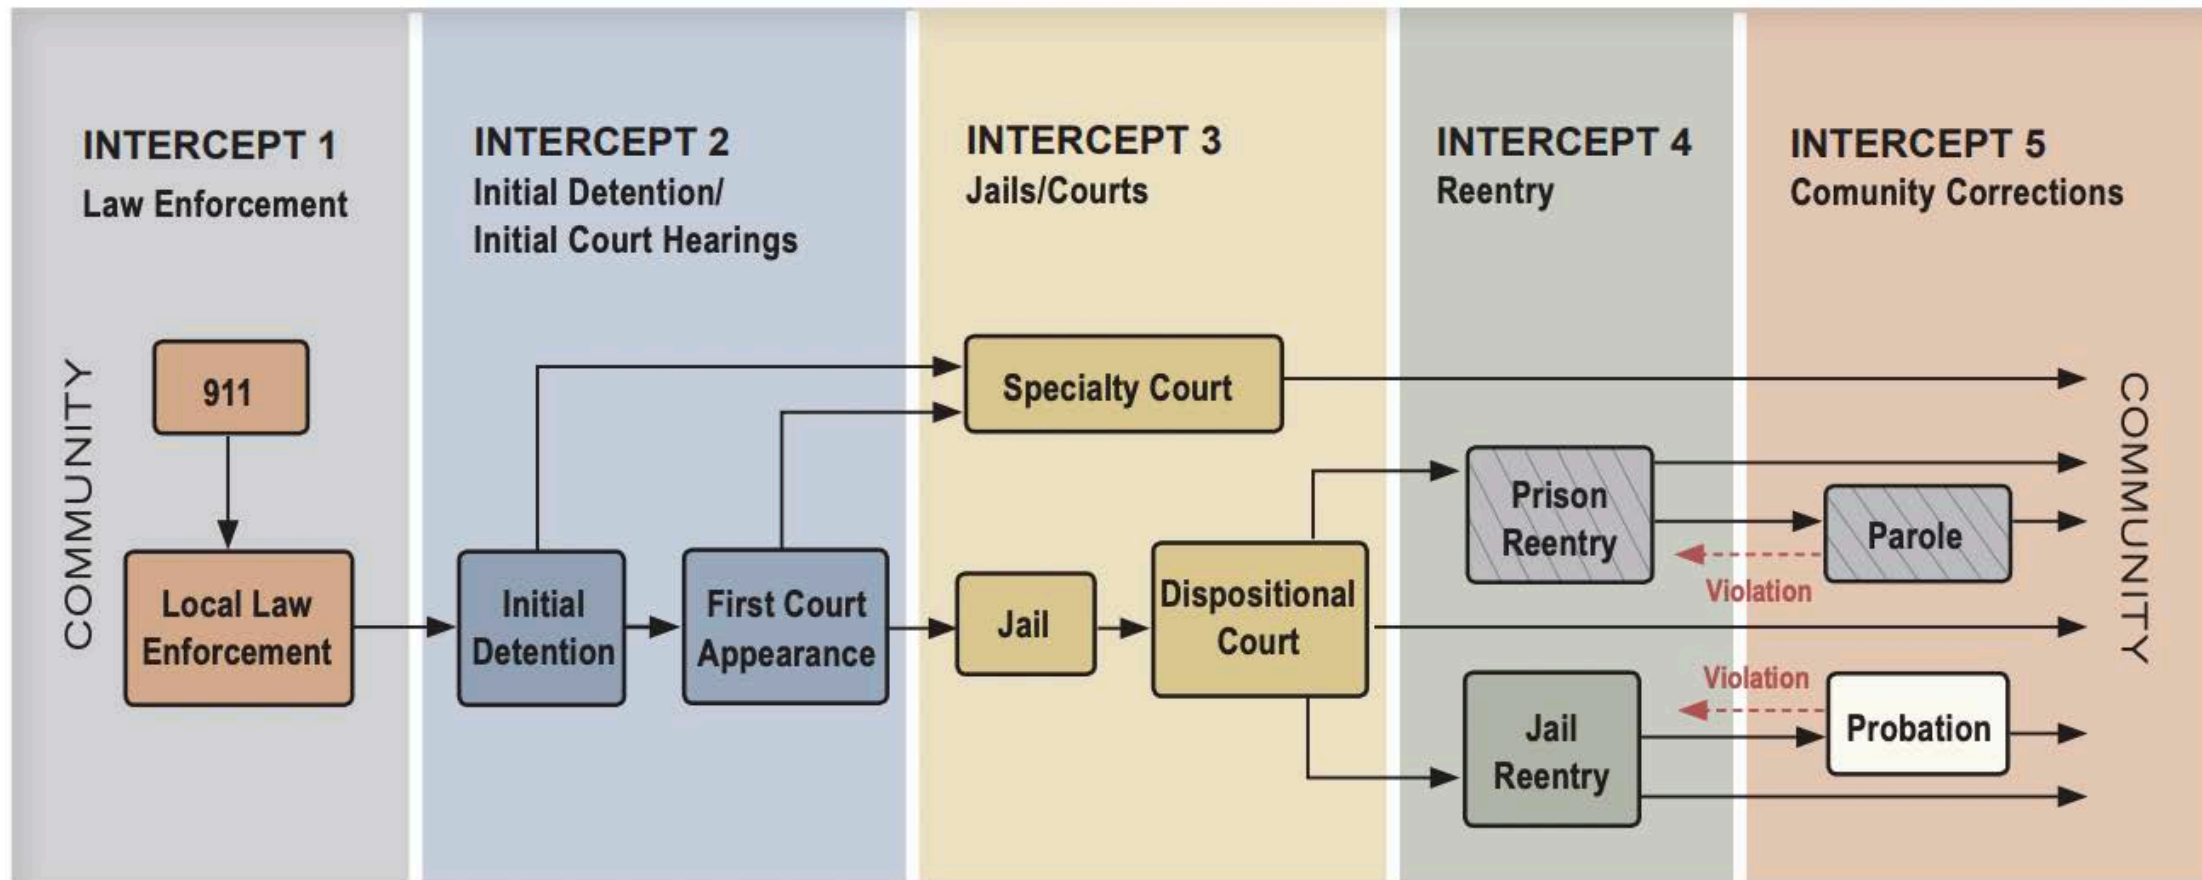 INTERCEPT 1
Law Enforcement
INTERCEPT 2
Initial Detention/
Initial Court Hearings
INTERCEPT 3
Jails/Courts
INTERCEPT 4
Reentry
INTERCEPT 5
Comunity Corrections
COMMUNITY
911
Local Law
Enforcement
Initial
Detention
First Court
Appearance
Specialty Court
Jail
Dispositional
Court
Prison
Reentry
Parole
Violation
Violation
Jail
Reentry
Probation
COMMUNITY